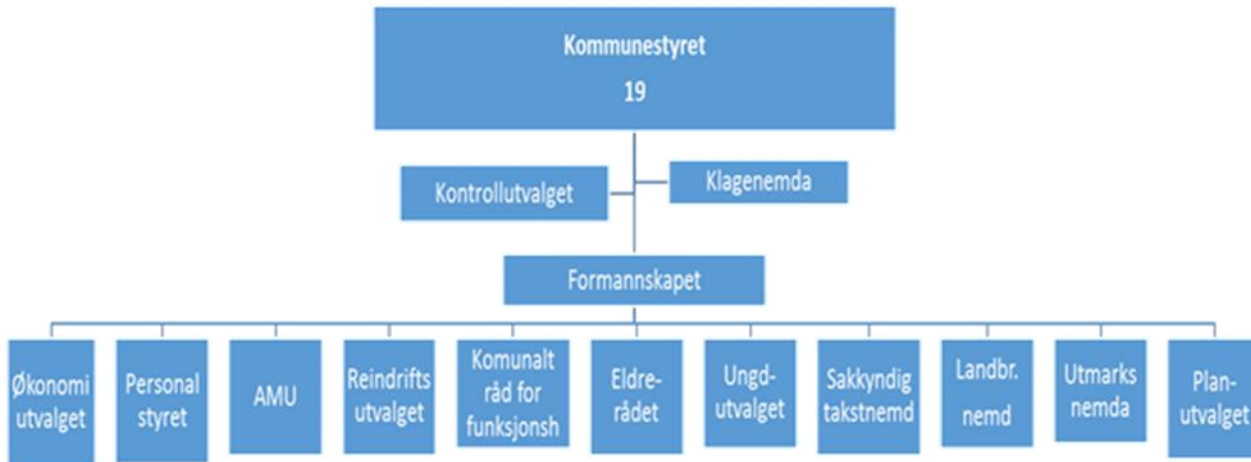 Kommunestyret
19
Klagenemda
Kontrollutvalget
Formannskapet
Økonomi
utvalget
Personal
styret
AMU
Reindrifts
utvalget
Komunalt
råd for
funksjonsh
Eldre-
rådet
Ungd-
utvalget
Sakkyndig
takstnemd
Landbr.
nemd
Utmarks
nemda
Plan-
utvalget